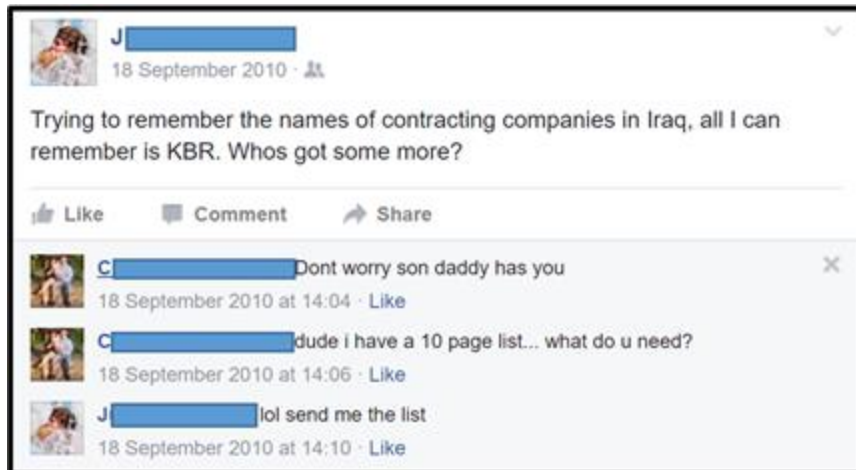 J
18 September 2010 ·
Trying to remember the names of contracting companies in Iraq, all I can
remember is KBR. Whos got some more?
Like Comment Share
C Dont worry son daddy has you
18 September 2010 at 14:04 · Like
C dude i have a 10 page list... what do u need?
18 September 2010 at 14:06 · Like
J lol send me the list
18 September 2010 at 14:10 · Like